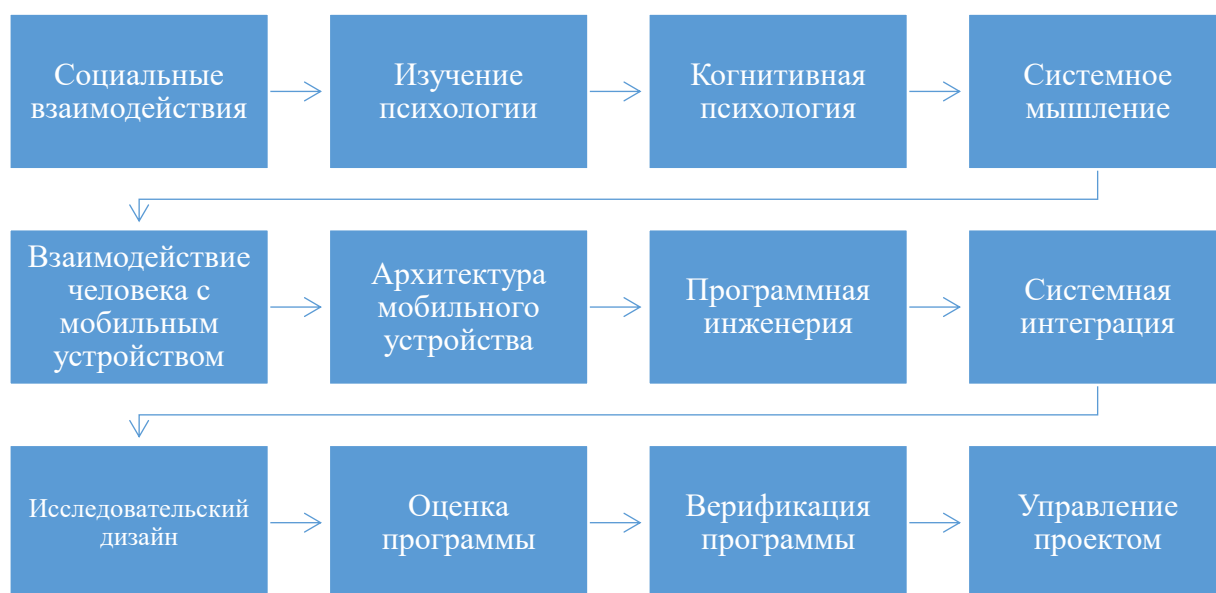 Социальные
взаимодействия
Изучение
психологии
Когнитивная
психология
Системное
мышление
Взаимодействие
человека с
мобильным
устройством
Архитектура
мобильного
устройства
Программная
инженерия
Системная
интеграция
Исследовательский
дизайн
Оценка
программы
Верификация
программы
Управление
проектом